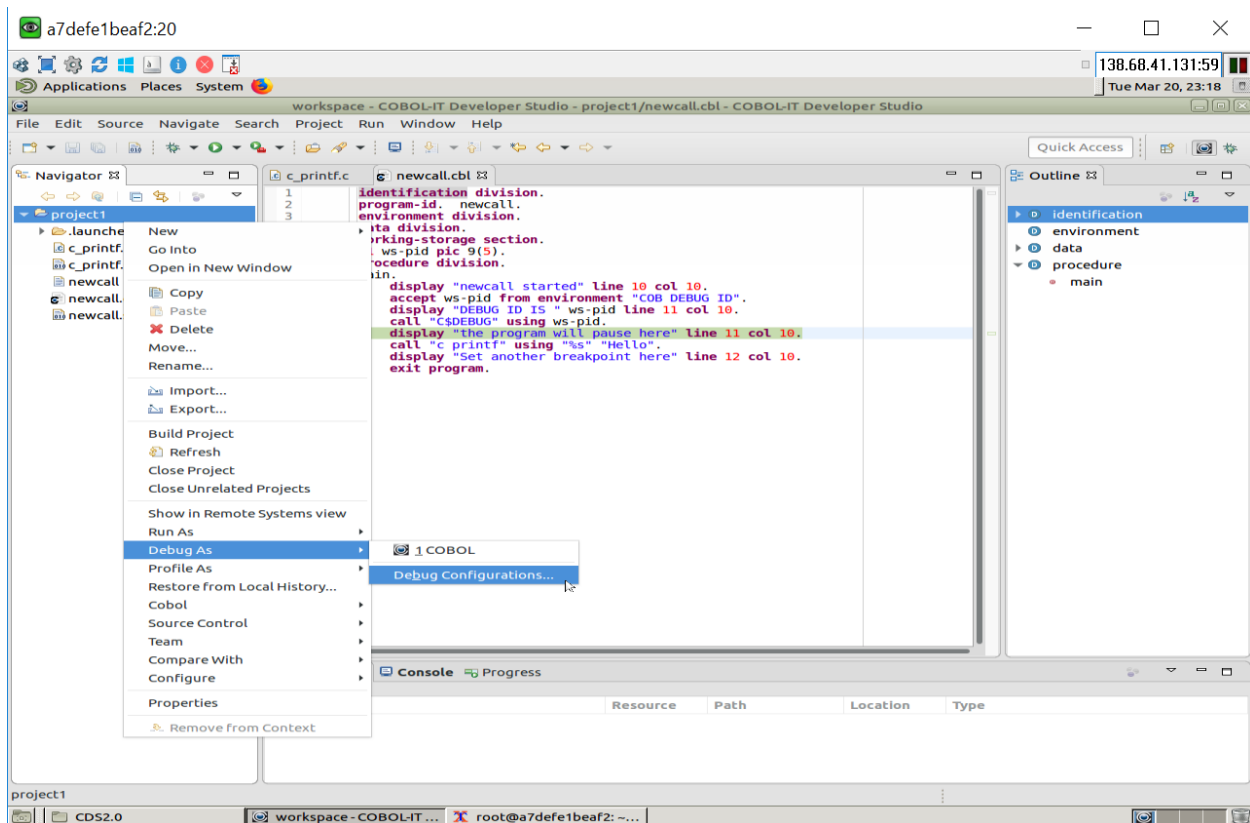 a7defe1beaf2:20
138.68.41.131:59
Applications Places System
Tue Mar 20, 23:18
workspace - COBOL-IT Developer Studio - project1/newcall.cbl - COBOL-IT Developer Studio
File Edit Source Navigate Search Project Run Window Help
Quick Access
Navigator
project1
.launche
c_printf.
c_printf.
newcall
newcall.
newcall.
c_printf.c newcall.cbl
1 identification division.
2 program-id. newcall.
3 environment division.
ata division.
orking-storage section.
ws-pid pic 9(5).
rocedure division.
ain.
display "newcall started" line 10 col 10.
accept ws-pid from environment "COB DEBUG ID".
display "DEBUG ID IS " ws-pid line 11 col 10.
call "C$DEBUG" using ws-pid.
display "the program will pause here" line 11 col 10.
call "c printf" using "%s" "Hello".
display "Set another breakpoint here" line 12 col 10.
exit program.
Outline
identification
environment
data
procedure
main
New
Go Into
Open in New Window
Copy
Paste
Delete
Move...
Rename...
Import...
Export...
Build Project
Refresh
Close Project
Close Unrelated Projects
Show in Remote Systems view
Run As
Debug As
Profile As
Restore from Local History...
Cobol
Source Control
Team
Compare With
Configure
Properties
Remove from Context
1 COBOL
Debug Configurations...
Console Progress
Resource Path Location Type
project1
CDS2.0 workspace - COBOL-IT ... root@a7defe1beaf2: ~...